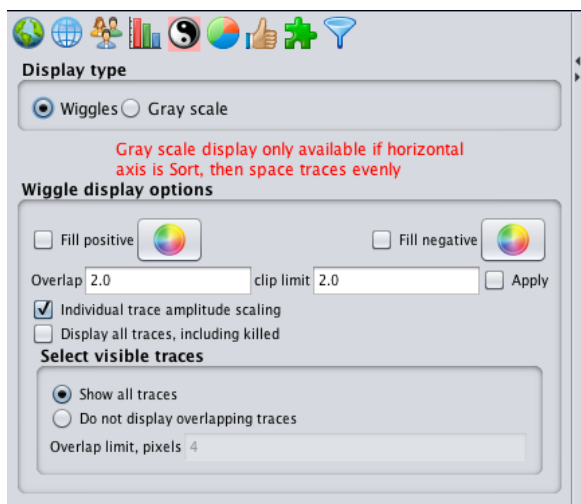 Display type
Wiggles Gray scale
Gray scale display only available if horizontal
axis is Sort, then space traces evenly
Wiggle display options
Fill positive Fill negative
Overlap 2.0 clip limit 2.0 Apply
Individual trace amplitude scaling
Display all traces, including killed
Select visible traces
Show all traces
Do not display overlapping traces
Overlap limit, pixels 4